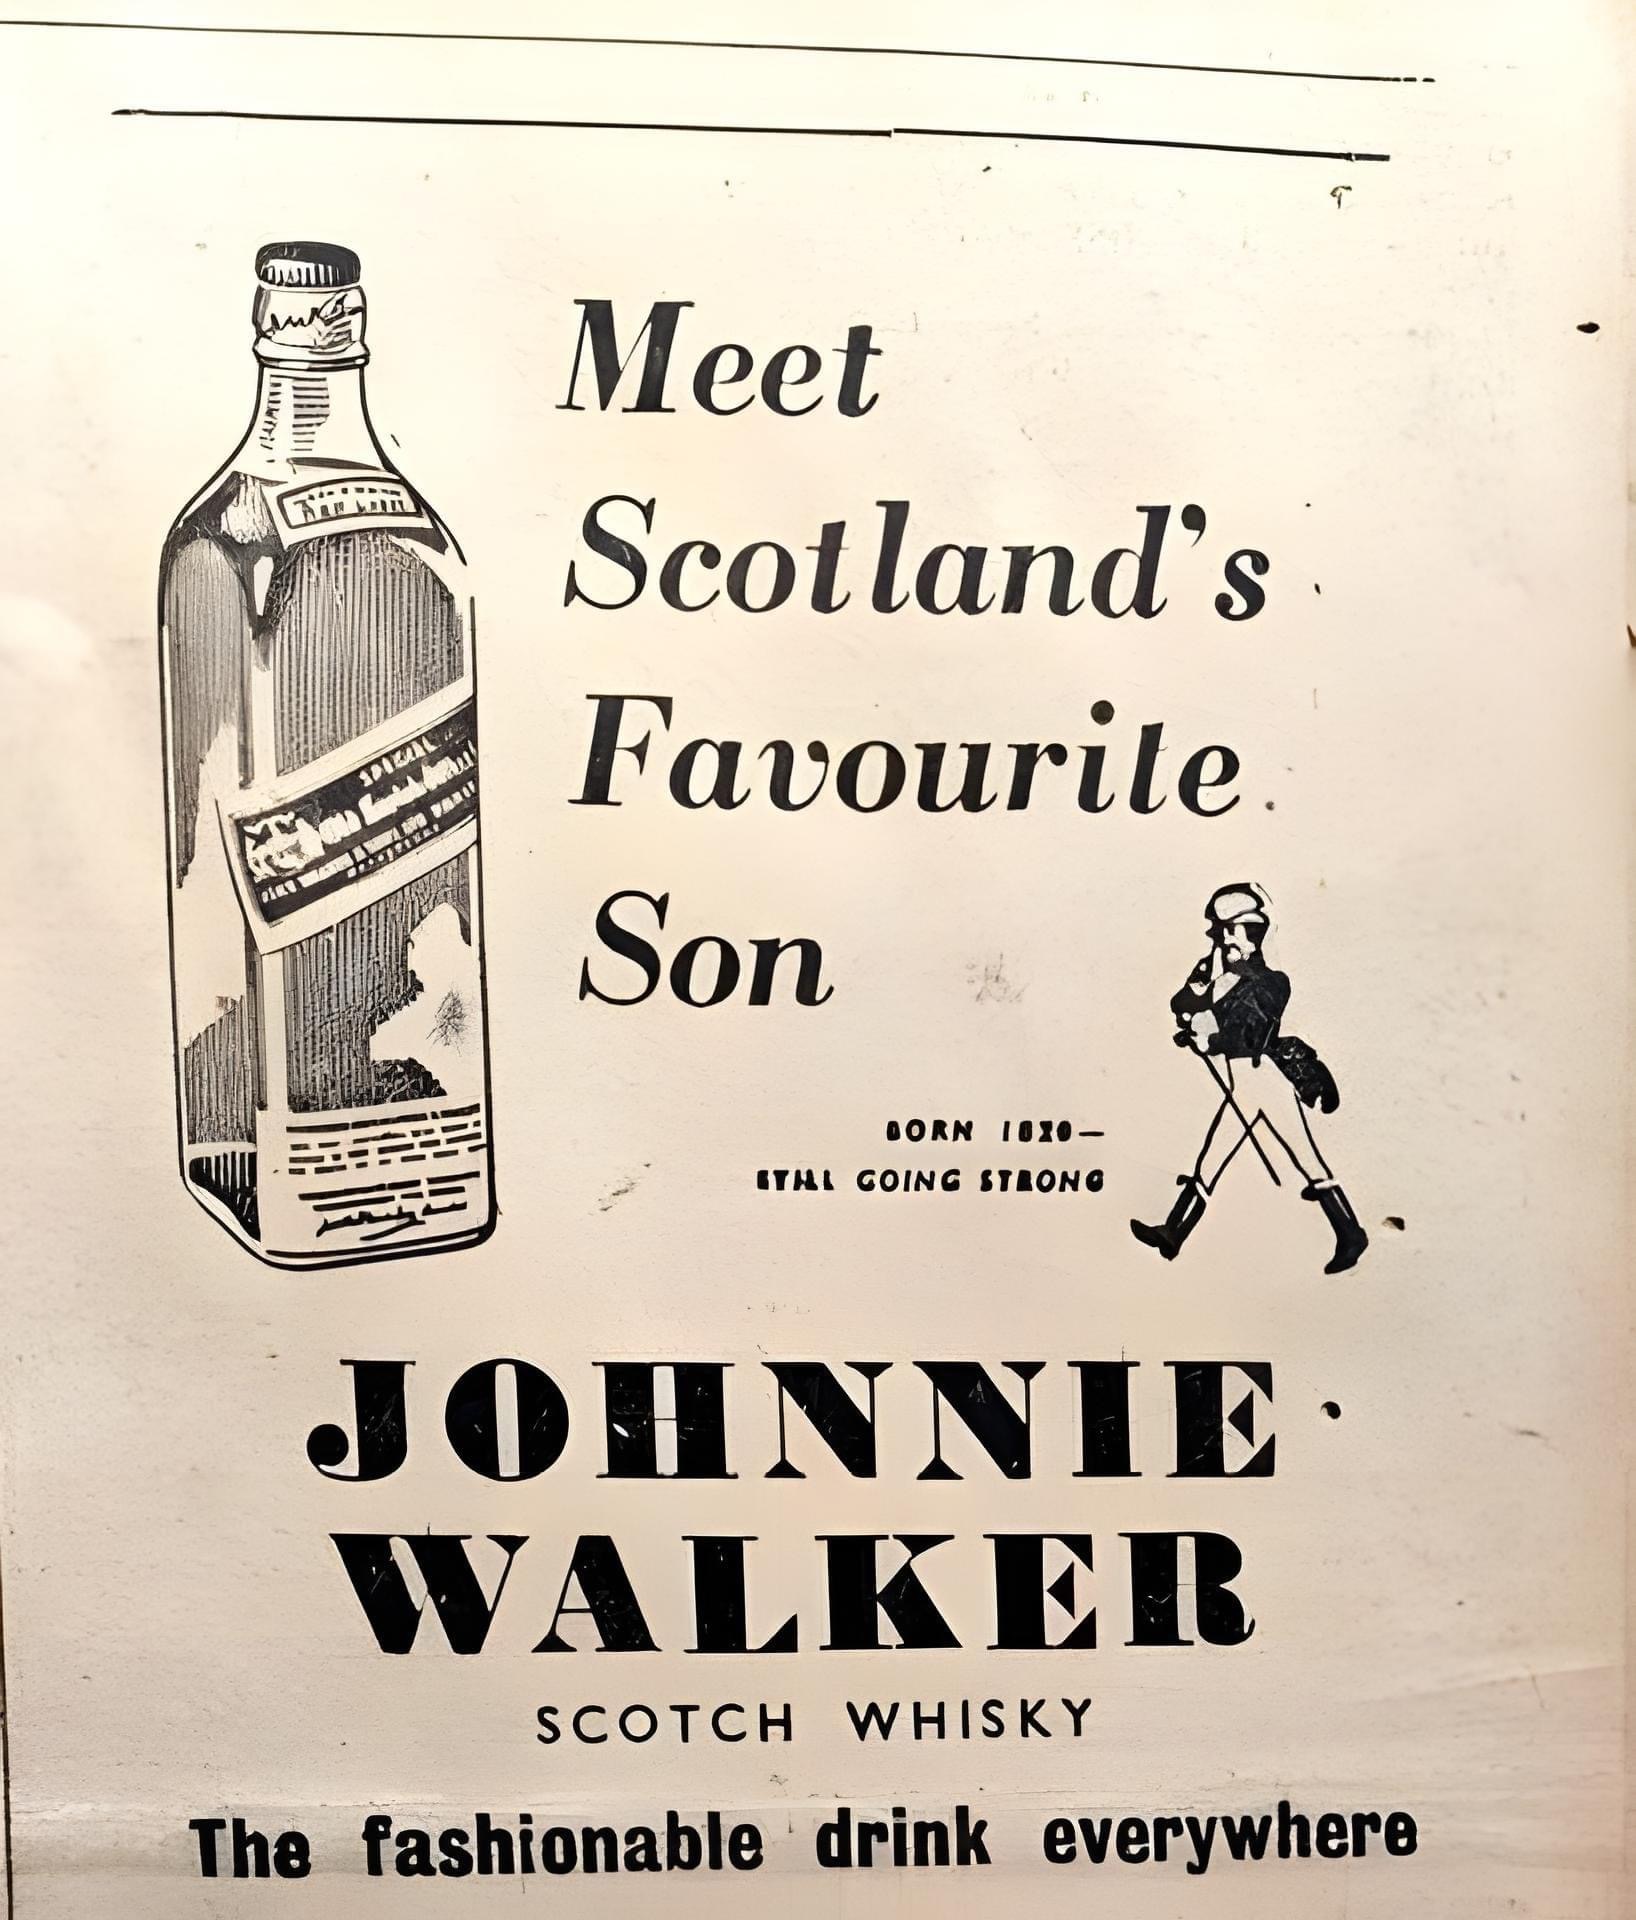 Meet
Scotland's
Favourite
Son
BORN 1820—
STILL GOING STRONG
JOHNNIE
WALKER
SCOTCH WHISKY
The fashionable drink everywhere